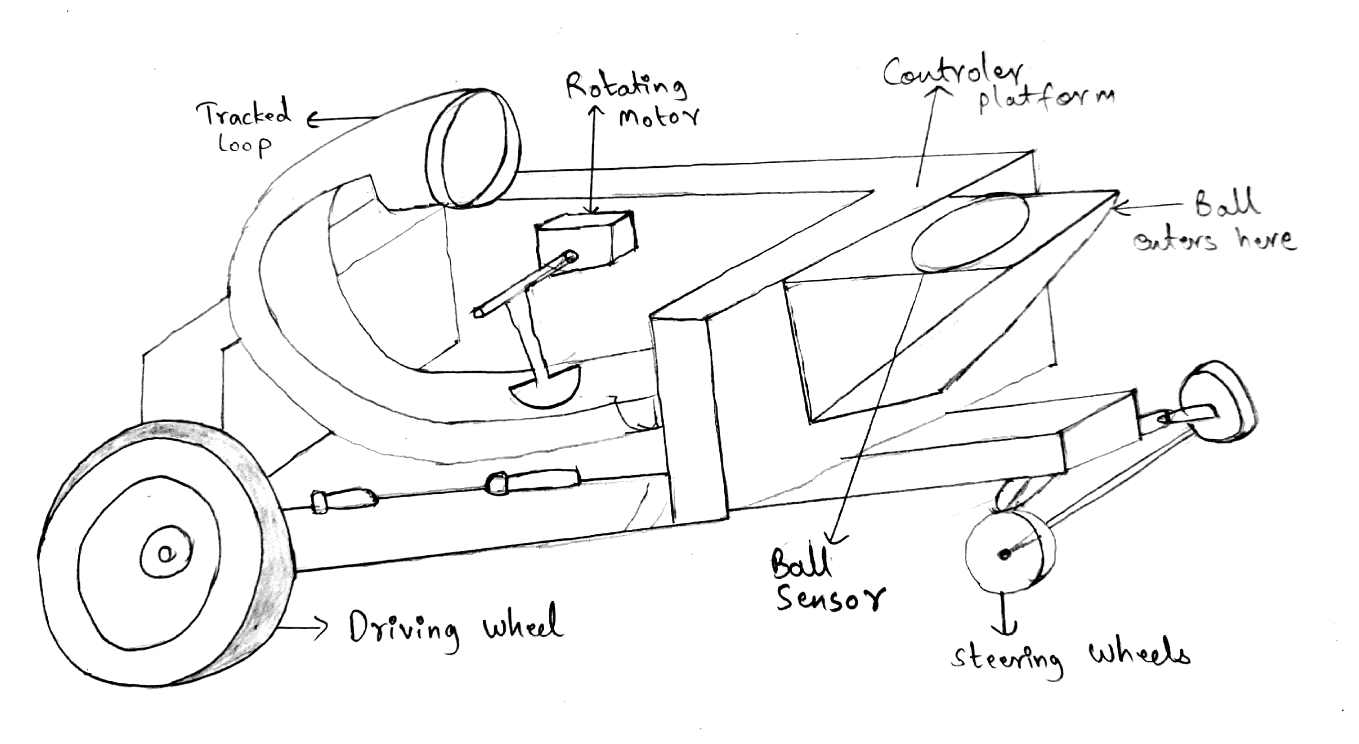 Tracked
loop
Rotating
motor
Controler
platform
Ball
enters here
Ball
Sensor
Driving wheel
steering wheels